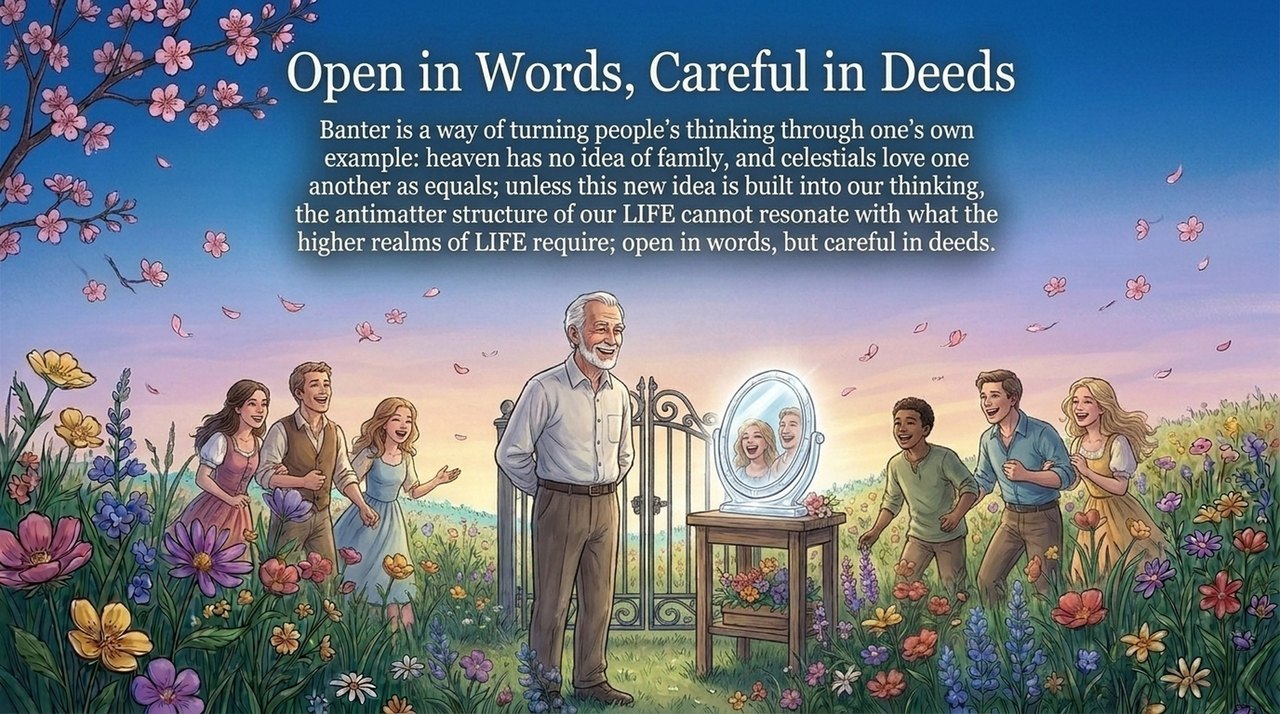 Open in Words, Careful in Deeds
Banter is a way of turning people’s thinking through one’s own
example: heaven has no idea of family, and celestials love one
another as equals; unless this new idea is built into our thinking,
the antimatter structure of our LIFE cannot resonate with what the
higher realms of LIFE require; open in words, but careful in deeds.